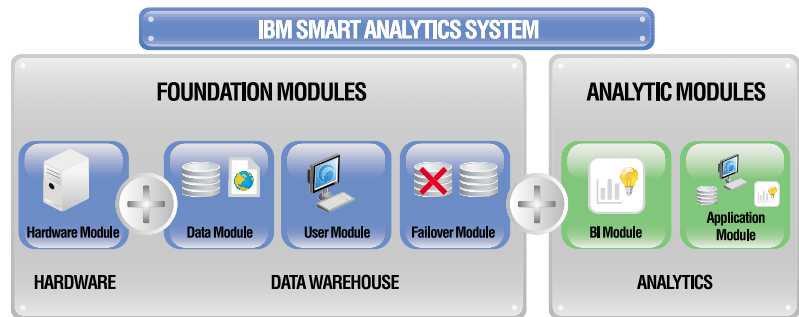 IBM SMART ANALYTICS SYSTEM
FOUNDATION MODULES
ANALYTIC MODULES
Hardware Module
Data Module
User Module
Failover Module
BI Module
Application
Module
HARDWARE
DATA WAREHOUSE
ANALYTICS